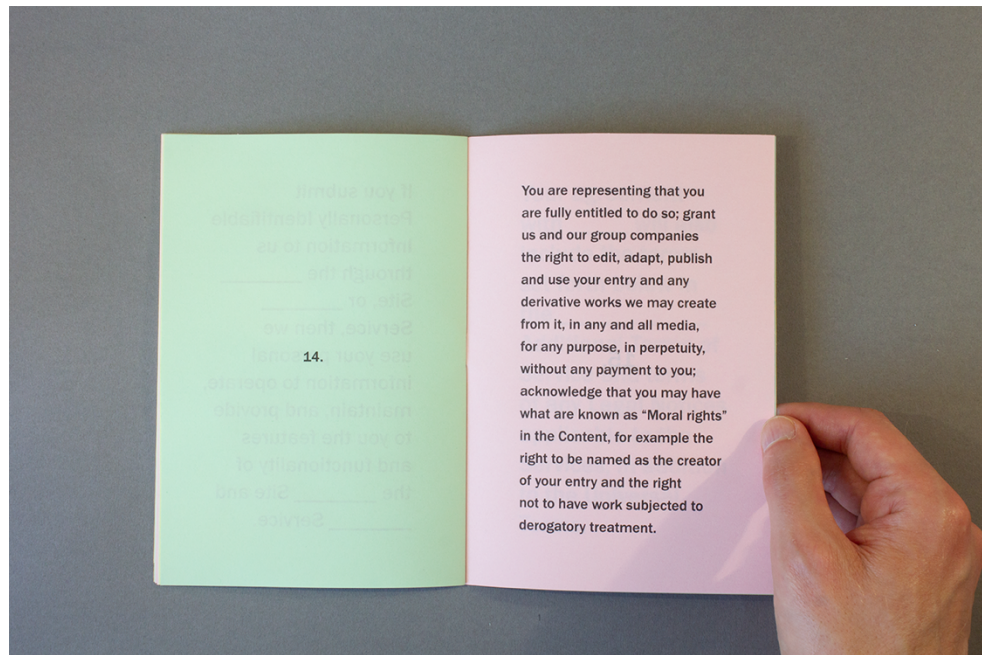 14.
You are representing that you
are fully entitled to do so; grant
us and our group companies
the right to edit, adapt, publish
and use your entry and any
derivative works we may create
from it, in any and all media,
for any purpose, in perpetuity,
without any payment to you;
acknowledge that you may have
what are known as “Moral rights”
in the Content, for example the
right to be named as the creator
of your entry and the right
not to have work subjected to
derogatory treatment.